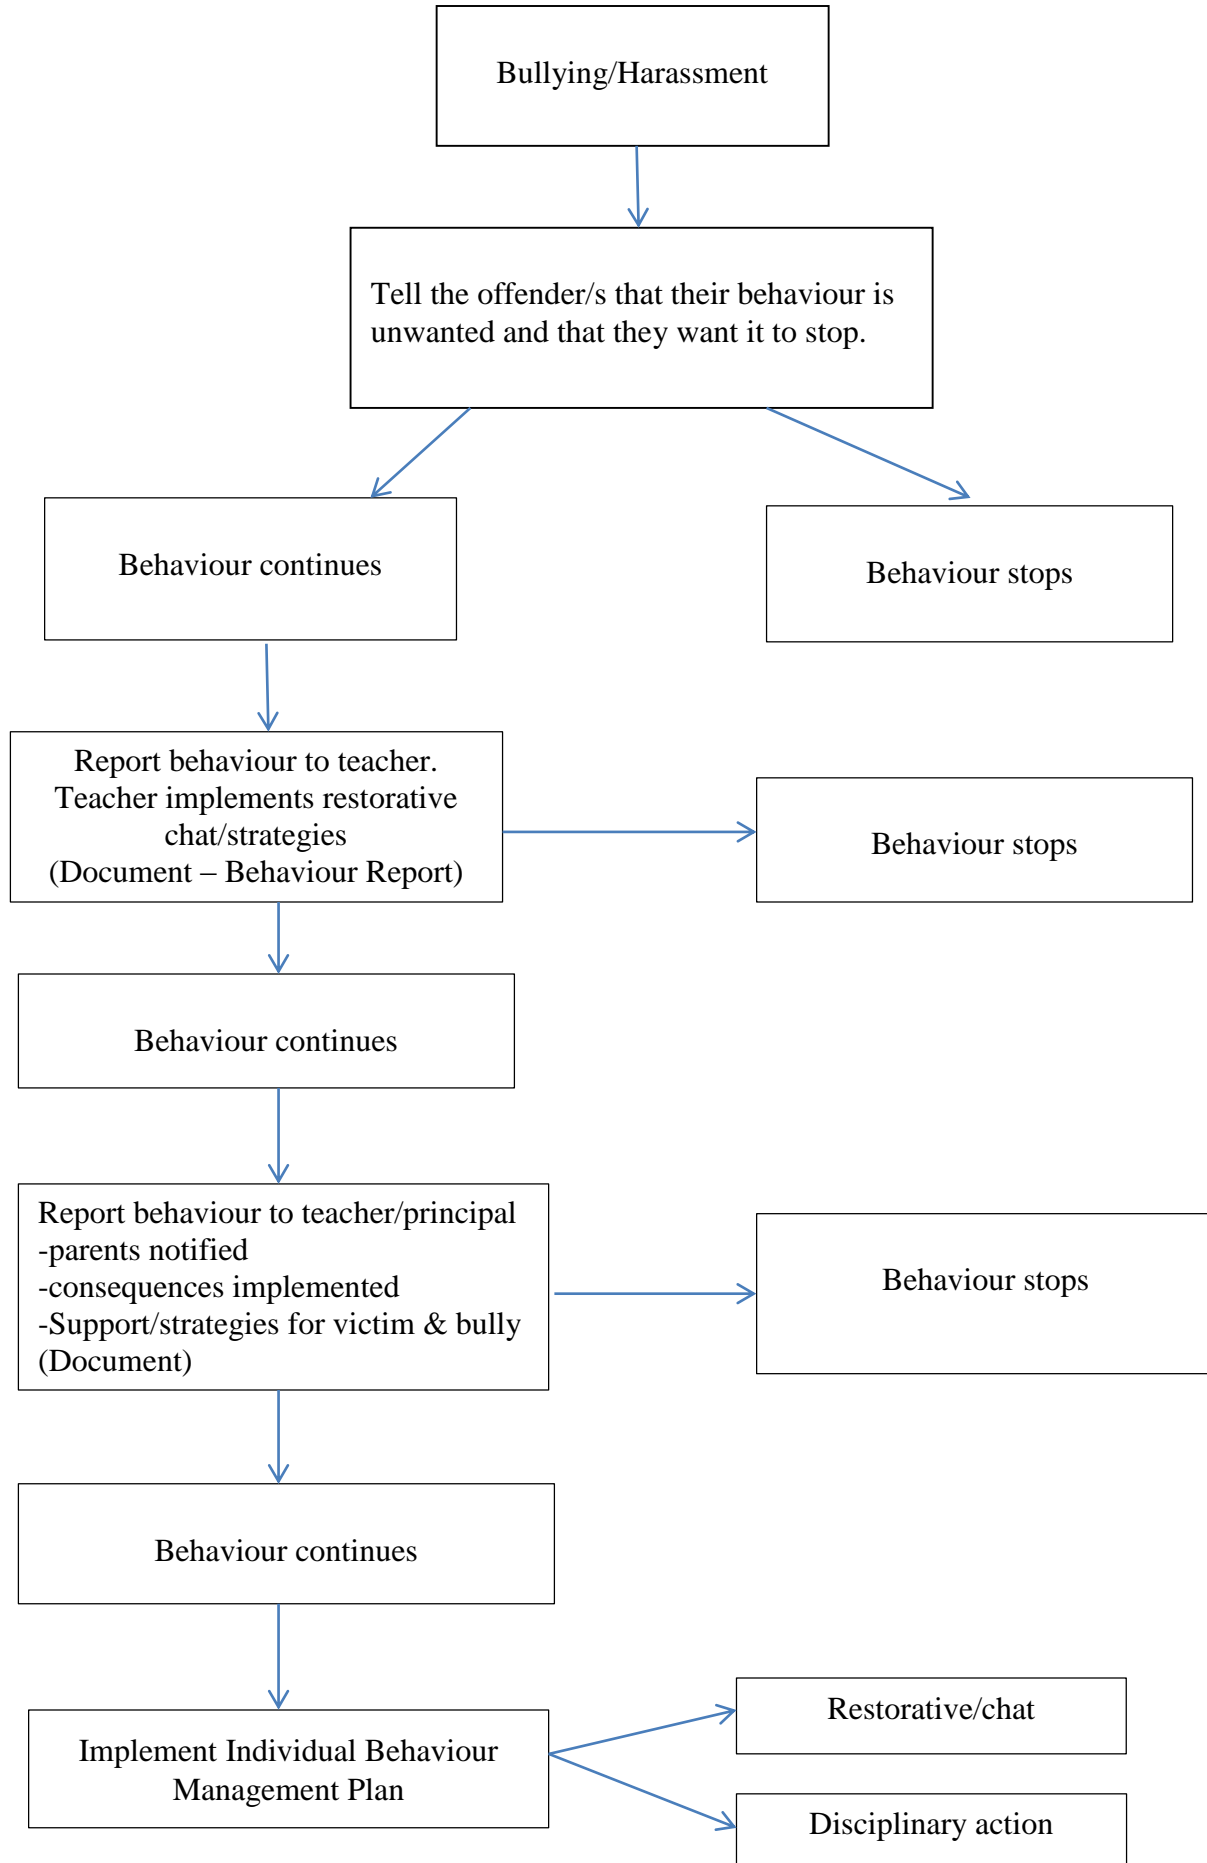 Bullying/Harassment
Tell the offender/s that their behaviour is
unwanted and that they want it to stop.
Behaviour continues
Behaviour stops
Report behaviour to teacher.
Teacher implements restorative
chat/strategies
(Document – Behaviour Report)
Behaviour stops
Behaviour continues
Report behaviour to teacher/principal
-parents notified
-consequences implemented
-Support/strategies for victim & bully
(Document)
Behaviour stops
Behaviour continues
Implement Individual Behaviour
Management Plan
Restorative/chat
Disciplinary action